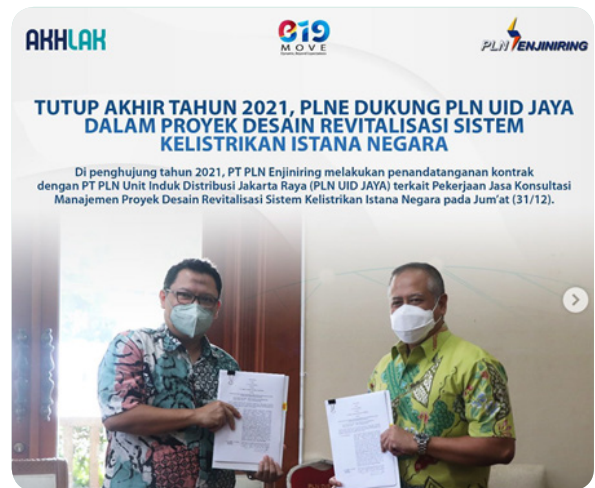 AKHLAK
e19
MOVE
PLN ENJINIRING
TUTUP AKHIR TAHUN 2021, PLNE DUKUNG PLN UID JAYA
DALAM PROYEK DESAIN REVITALISASI SISTEM
KELISTRIKAN ISTANA NEGARA
Di penghujung tahun 2021, PT PLN Enjiniring melakukan penandatanganan kontrak
dengan PT PLN Unit Induk Distribusi Jakarta Raya (PLN UID JAYA) terkait Pekerjaan Jasa Konsultasi
Manajemen Proyek Desain Revitalisasi Sistem Kelistrikan Istana Negara pada Jum'at (31/12).